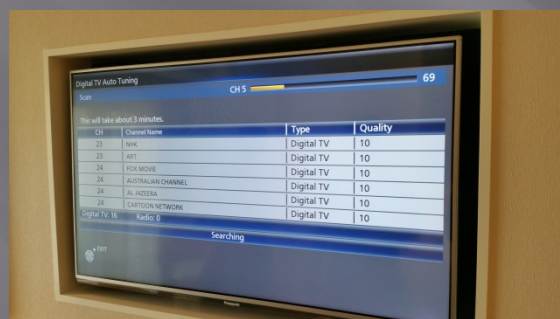 Digital TV Auto Tuning
Scan
CH 5 69
This will take about 3 minutes.
CH Channel Name Type Quality
23 NHK Digital TV 10
23 ART Digital TV 10
24 FOX MOVIE Digital TV 10
24 AUSTRALIAN CHANNEL Digital TV 10
24 AL JAZEERA Digital TV 10
24 CARTOON NETWORK Digital TV 10
Digital TV: 16 Radio: 0
Searching
EXIT
Panasonic